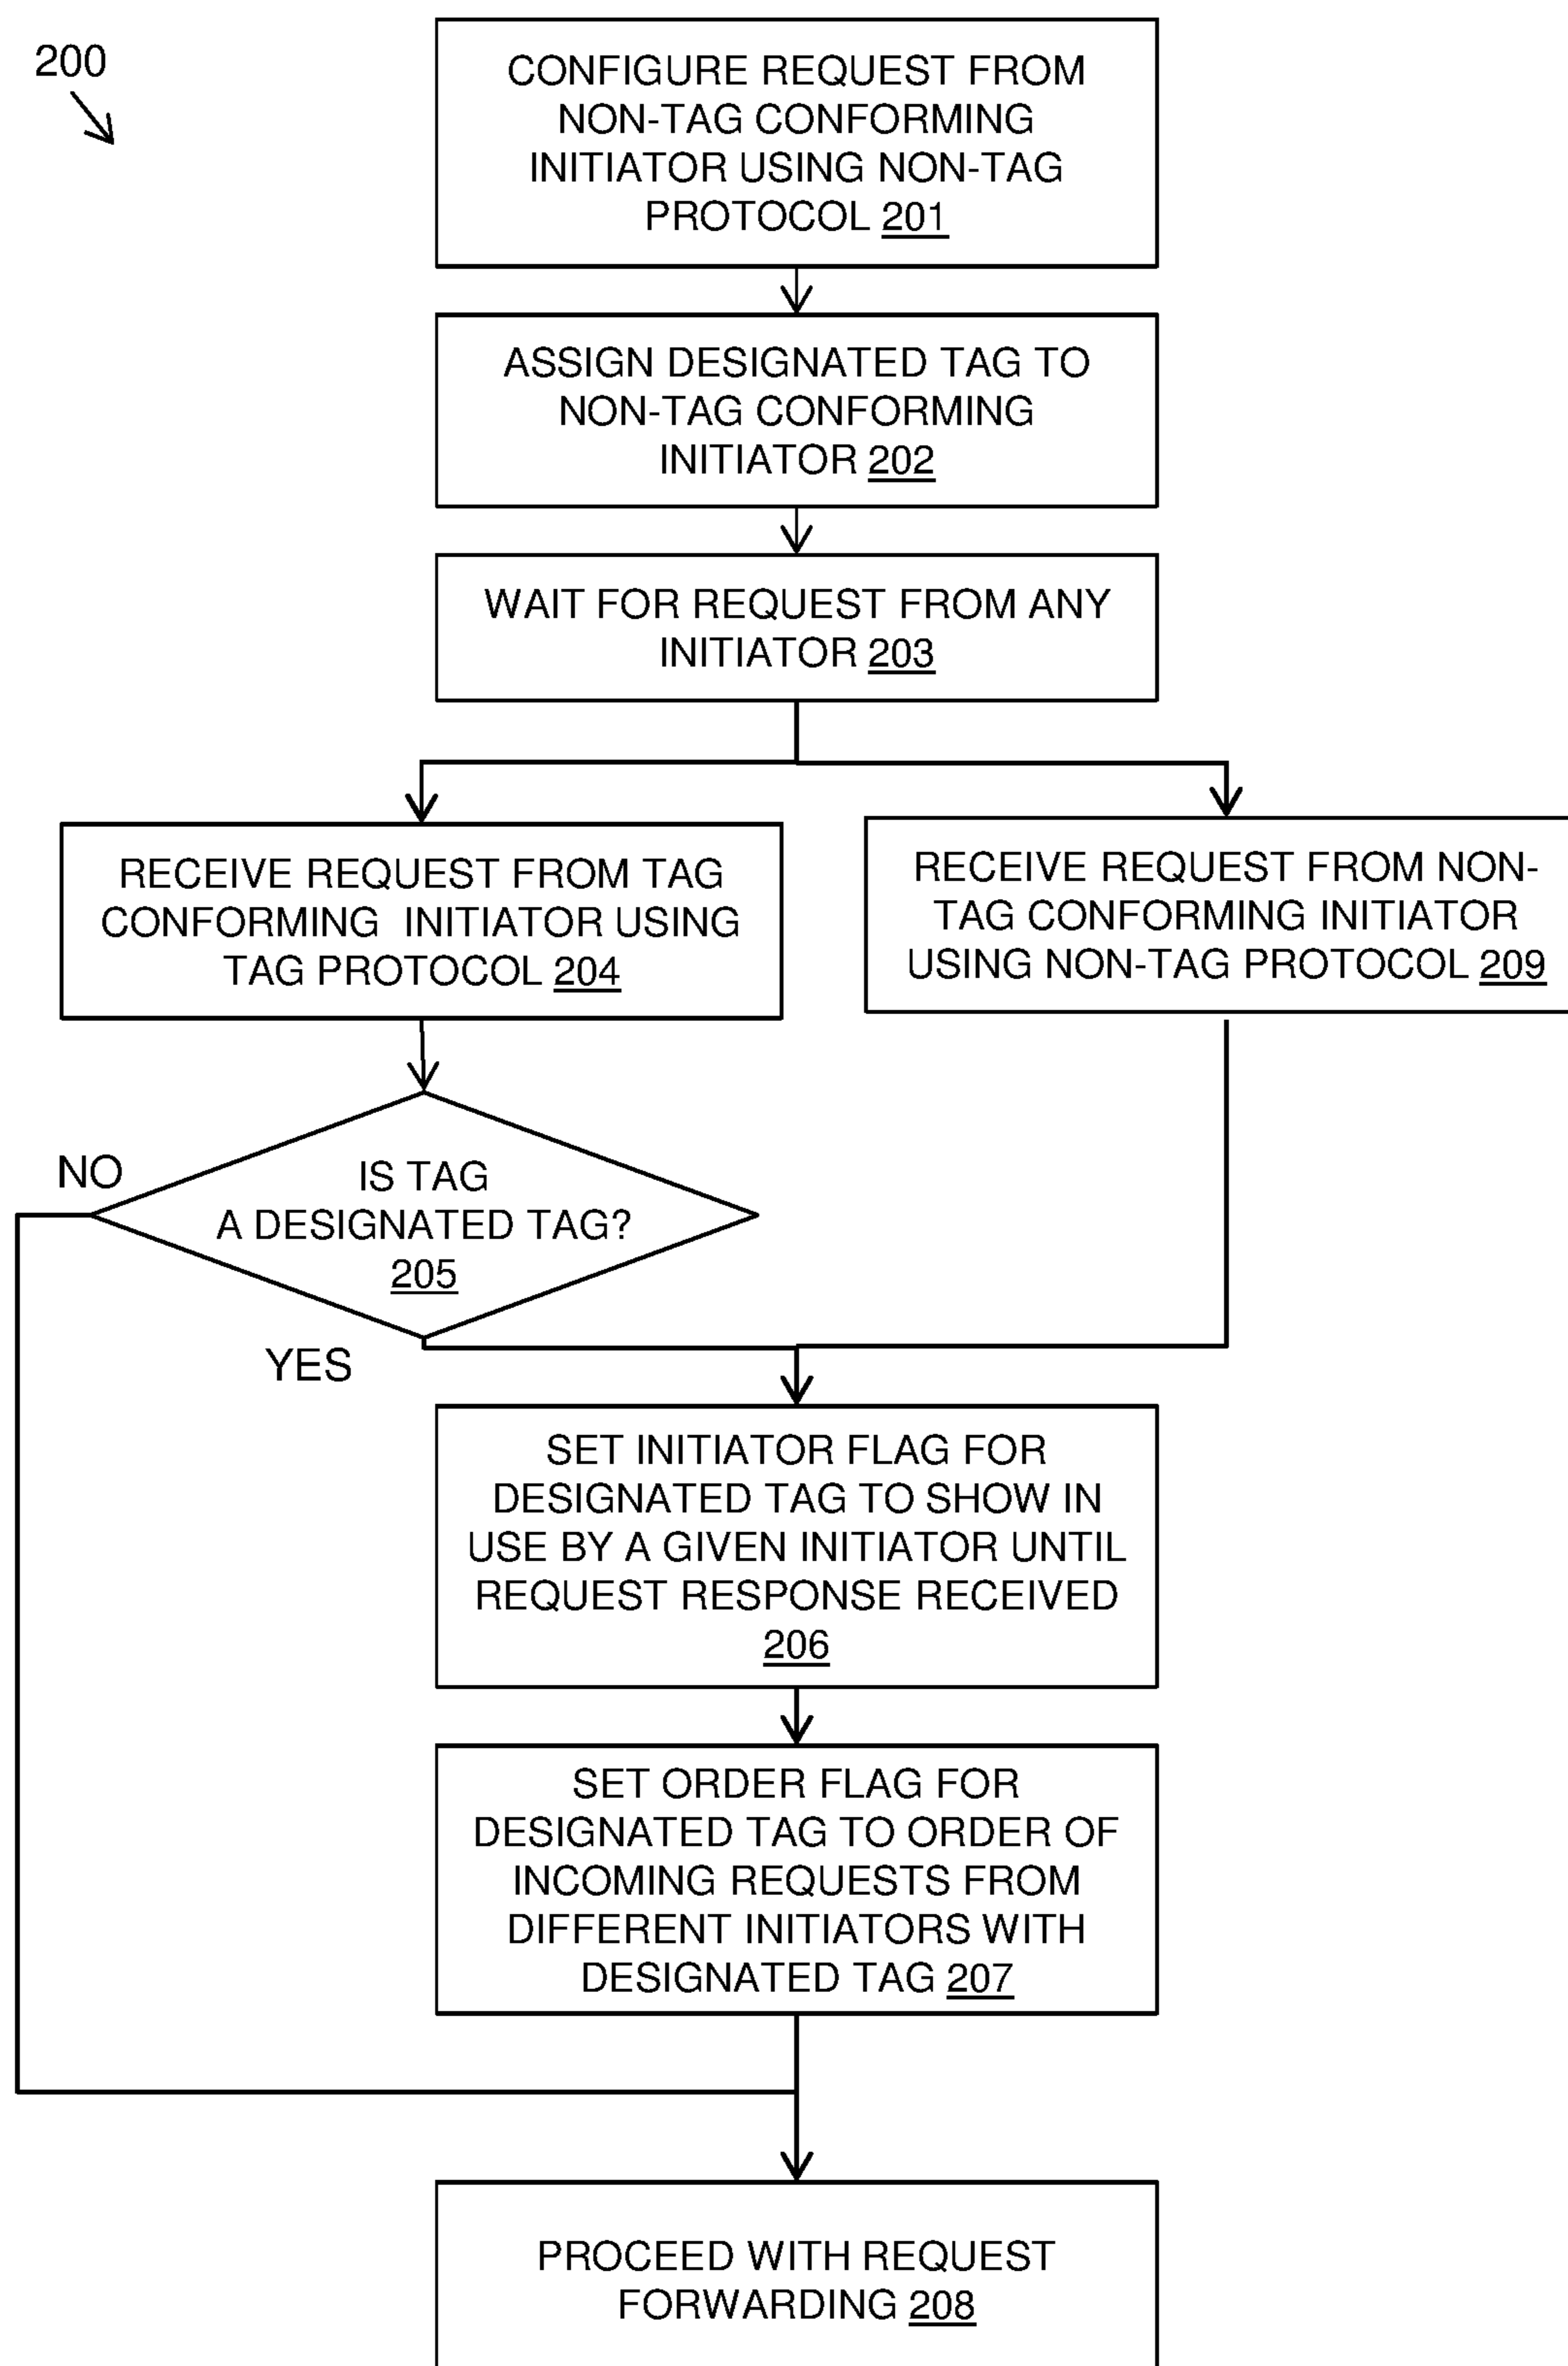 200
CONFIGURE REQUEST FROM
NON-TAG CONFORMING
INITIATOR USING NON-TAG
PROTOCOL 201
ASSIGN DESIGNATED TAG TO
NON-TAG CONFORMING
INITIATOR 202
WAIT FOR REQUEST FROM ANY
INITIATOR 203
RECEIVE REQUEST FROM TAG
CONFORMING INITIATOR USING
TAG PROTOCOL 204
RECEIVE REQUEST FROM NON-
TAG CONFORMING INITIATOR
USING NON-TAG PROTOCOL 209
NO
IS TAG
A DESIGNATED TAG?
205
YES
SET INITIATOR FLAG FOR
DESIGNATED TAG TO SHOW IN
USE BY A GIVEN INITIATOR UNTIL
REQUEST RESPONSE RECEIVED
206
SET ORDER FLAG FOR
DESIGNATED TAG TO ORDER OF
INCOMING REQUESTS FROM
DIFFERENT INITIATORS WITH
DESIGNATED TAG 207
PROCEED WITH REQUEST
FORWARDING 208